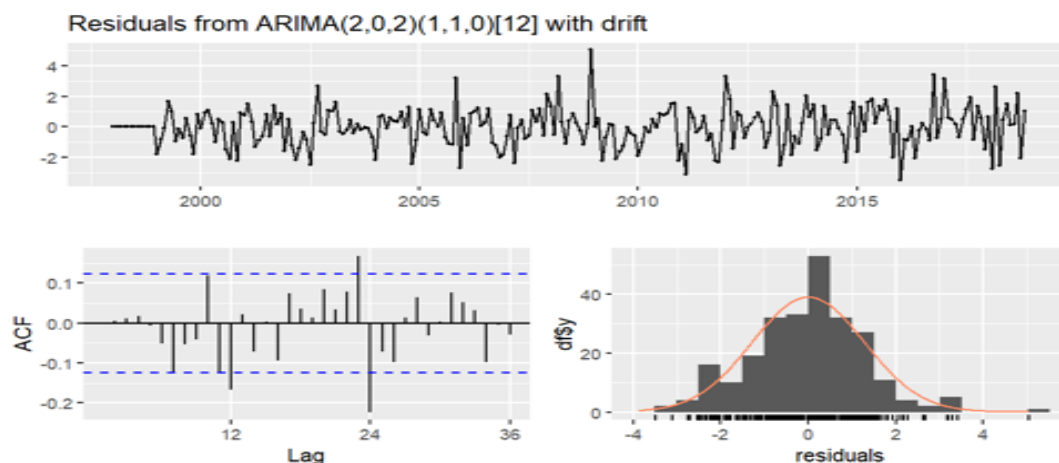 Residuals from ARIMA(2,0,2)(1,1,0)[12] with drift
4
2
0
-2
2000 2005 2010 2015
ACF
0.1
0.0
-0.1
-0.2
12 24 36
Lag
df$y
40
20
0
-4 -2 0 2 4
residuals